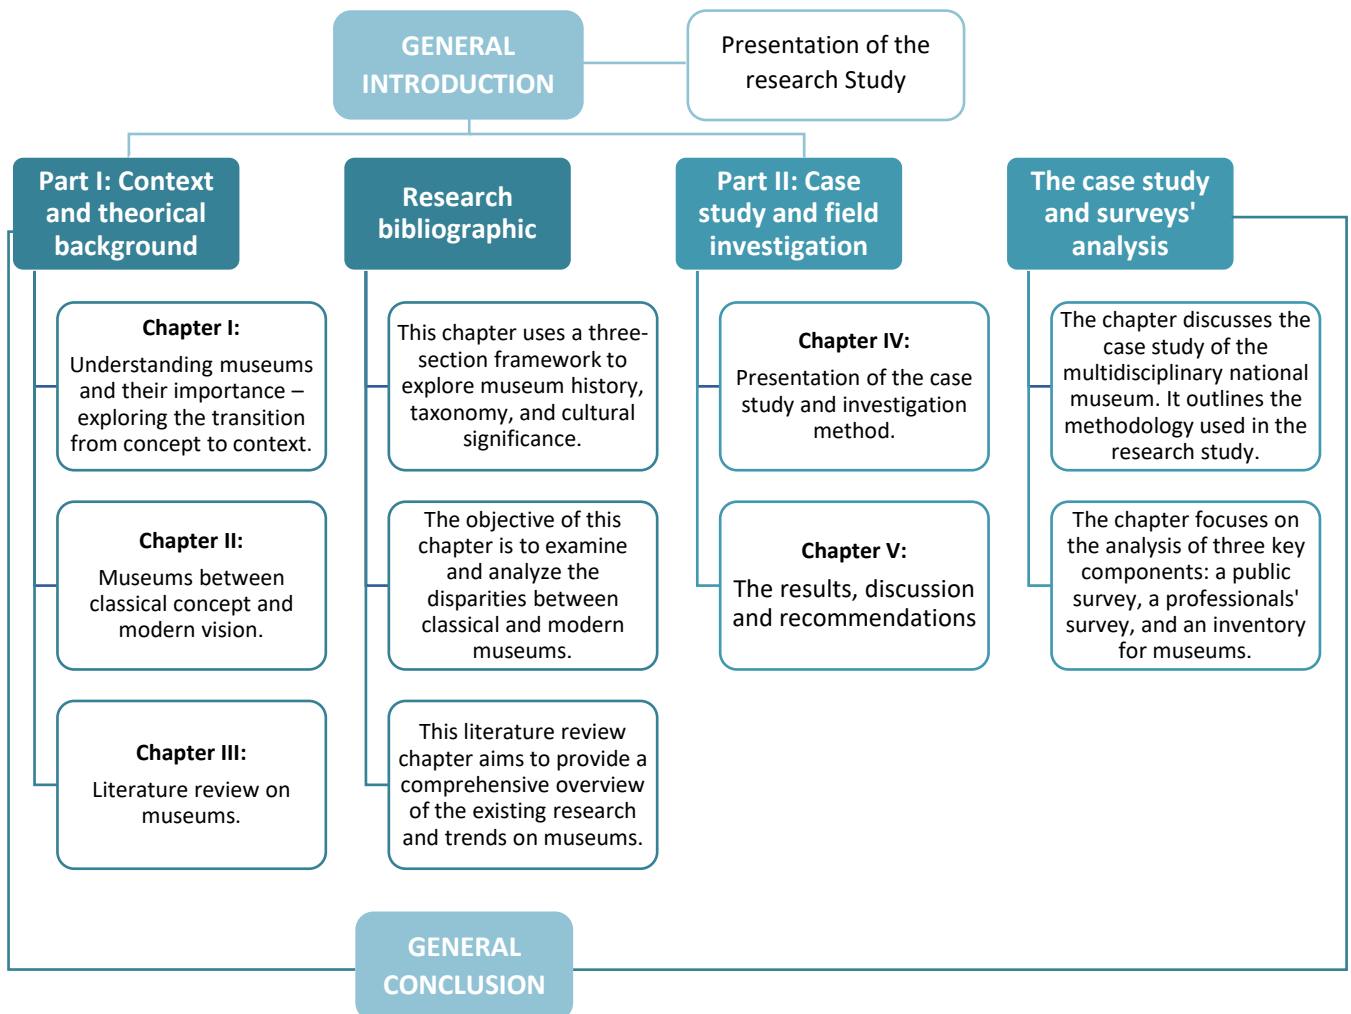 GENERAL
INTRODUCTION
Presentation of the
research Study
Part I: Context
and theorical
background
Research
bibliographic
Part II: Case
study and field
investigation
The case study
and surveys'
analysis
Chapter I:
Understanding museums
and their importance –
exploring the transition
from concept to context.
This chapter uses a three-
section framework to
explore museum history,
taxonomy, and cultural
significance.
Chapter IV:
Presentation of the case
study and investigation
method.
The chapter discusses the
case study of the
multidisciplinary national
museum. It outlines the
methodology used in the
research study.
Chapter II:
Museums between
classical concept and
modern vision.
The objective of this
chapter is to examine
and analyze the
disparities between
classical and modern
museums.
Chapter V:
The results, discussion
and recommendations
The chapter focuses on
the analysis of three key
components: a public
survey, a professionals'
survey, and an inventory
for museums.
Chapter III:
Literature review on
museums.
This literature review
chapter aims to provide a
comprehensive overview
of the existing research
and trends on museums.
GENERAL
CONCLUSION